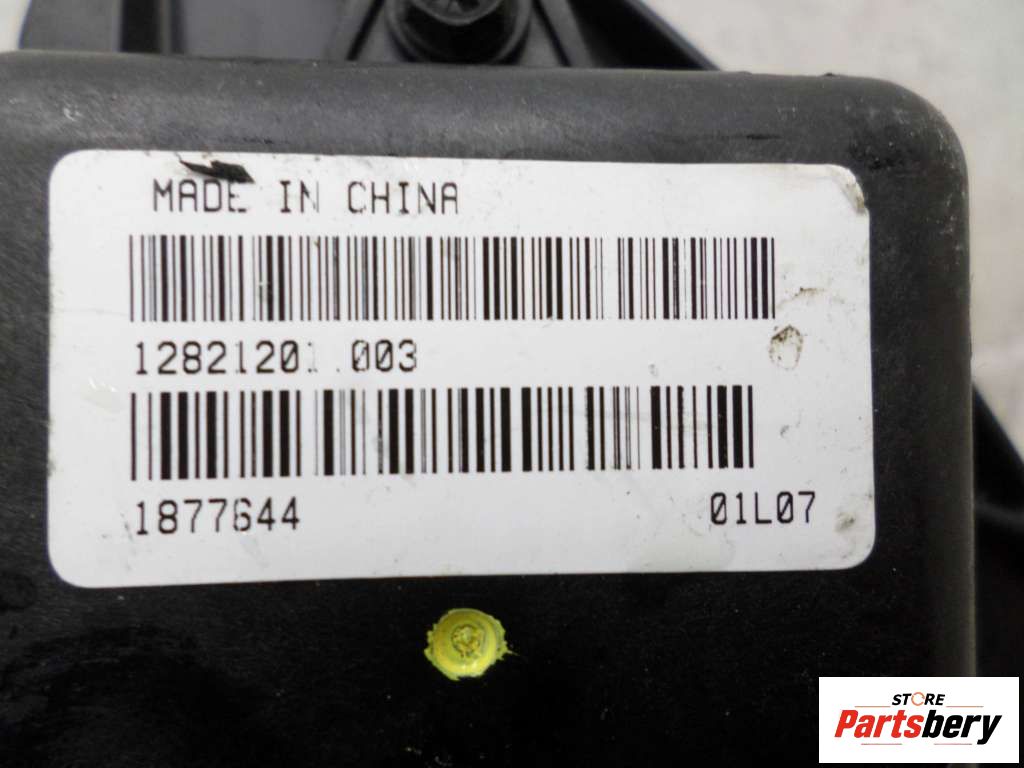 MADE IN CHINA
12821201.003
1877644 01L07
STORE
Partsbery